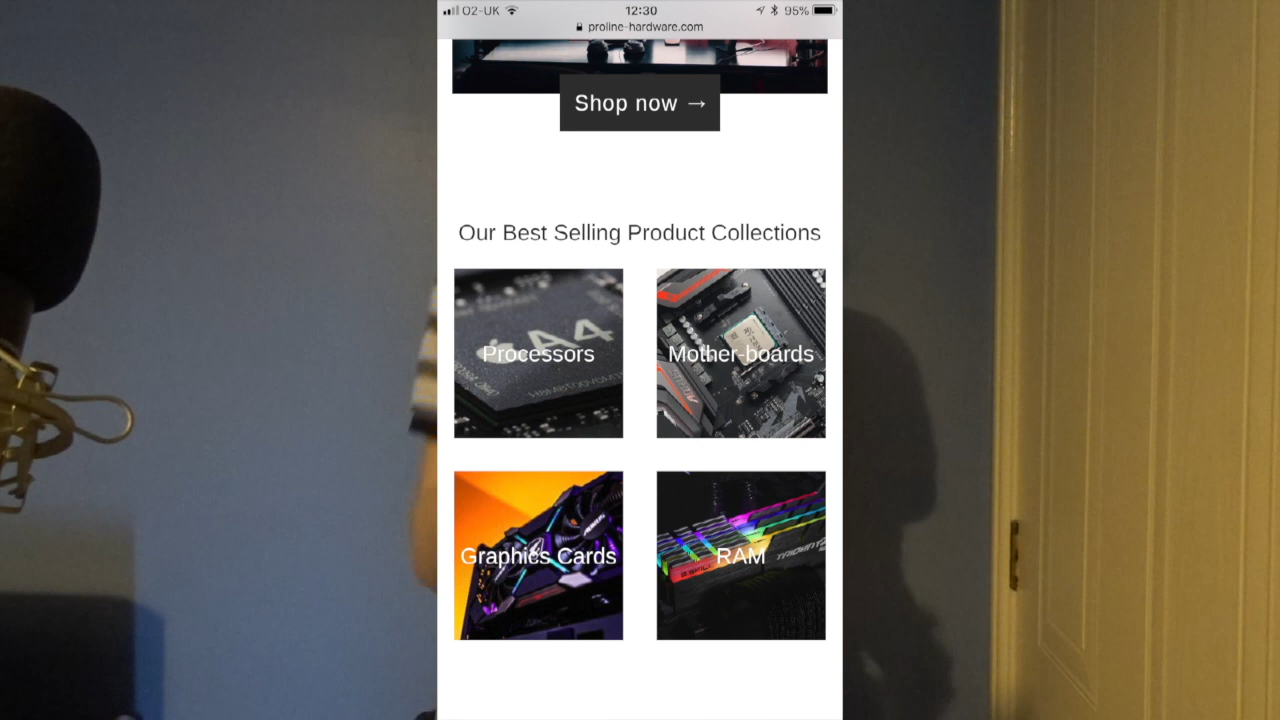 O2-UK 12:30 95%
proline-hardware.com
Shop now →
Our Best Selling Product Collections
A4
Processors
Mother-boards
Graphics Cards
RAM